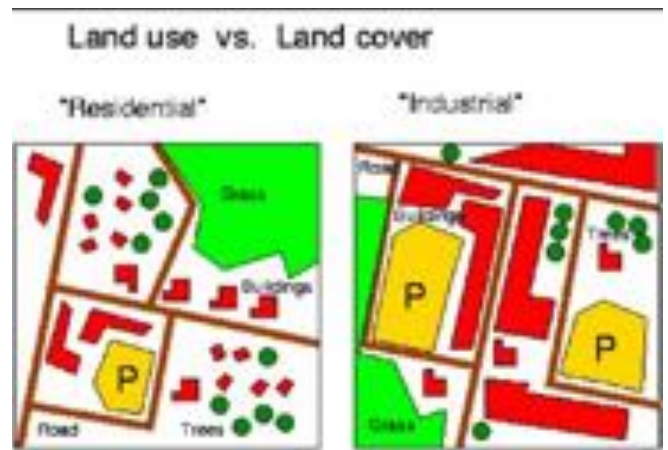 Land use vs. Land cover
"Residential"
"Industrial"
Grass
Buildings
P
Road
Trees
Road
Buildings
Trees
P
P
Grass